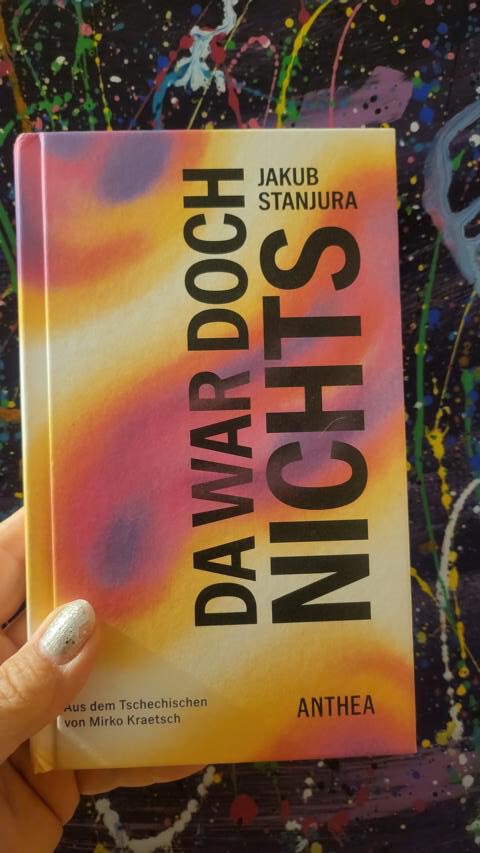 JAKUB
STANJURA
DA WAR DOCH
NICHTS
Aus dem Tschechischen
von Mirko Kraetsch
ANTHEA